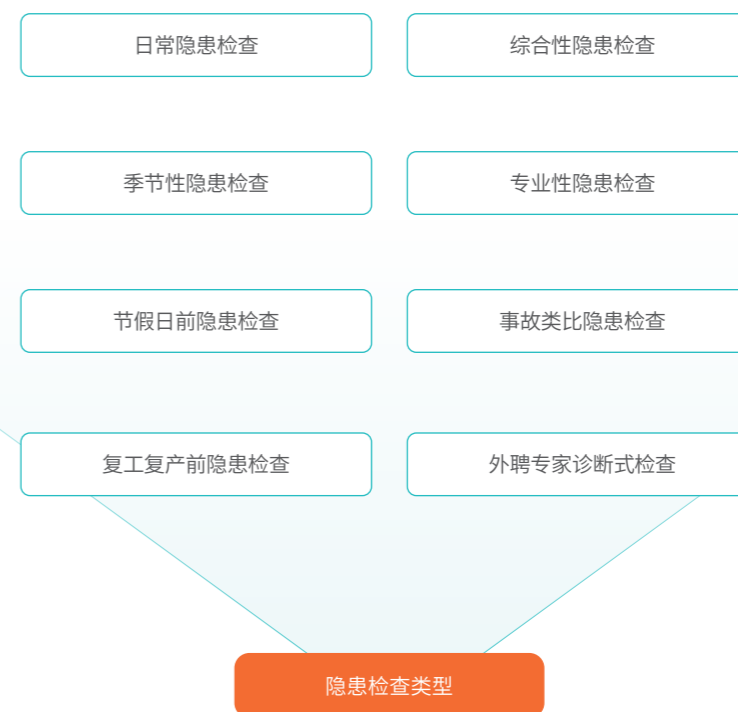 日常隐患检查
综合性隐患检查
季节性隐患检查
专业性隐患检查
节假日前隐患检查
事故类比隐患检查
复工复产前隐患检查
外聘专家诊断式检查
隐患检查类型